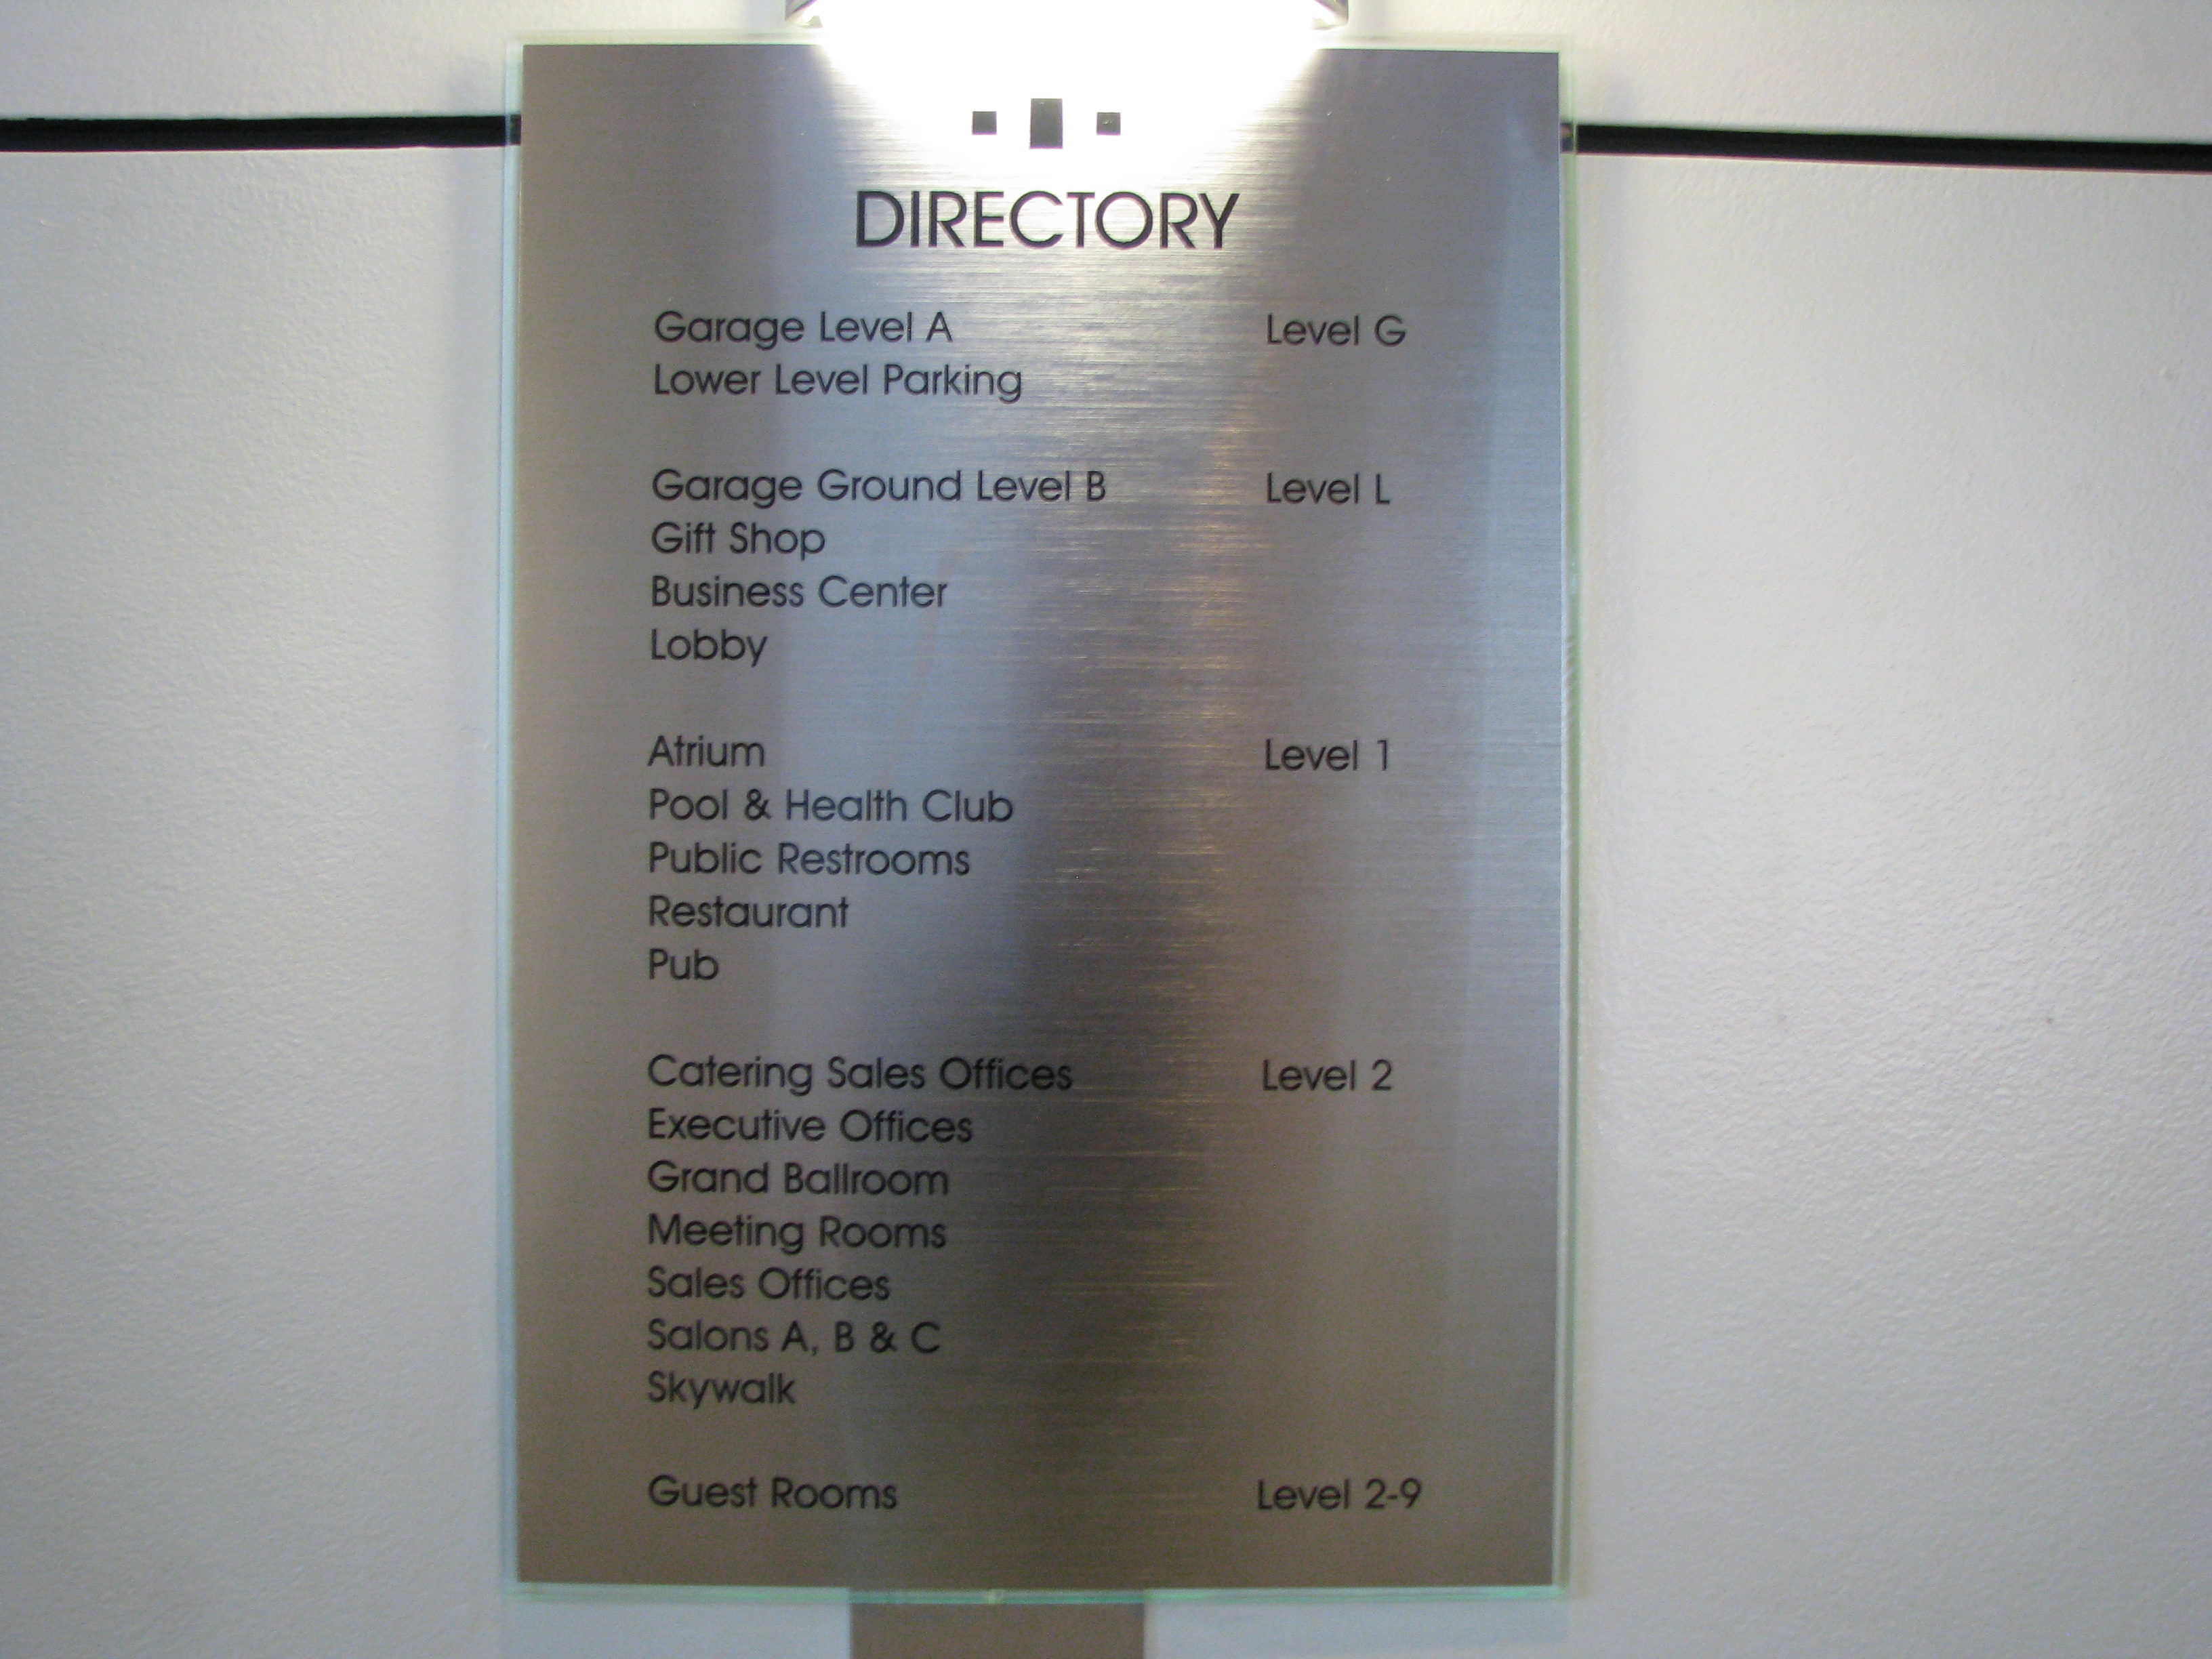 DIRECTORY
Garage Level A Level G
Lower Level Parking
Garage Ground Level B Level L
Gift Shop
Business Center
Lobby
Atrium Level 1
Pool & Health Club
Public Restrooms
Restaurant
Pub
Catering Sales Offices Level 2
Executive Offices
Grand Ballroom
Meeting Rooms
Sales Offices
Salons A, B & C
Skywalk
Guest Rooms Level 2-9